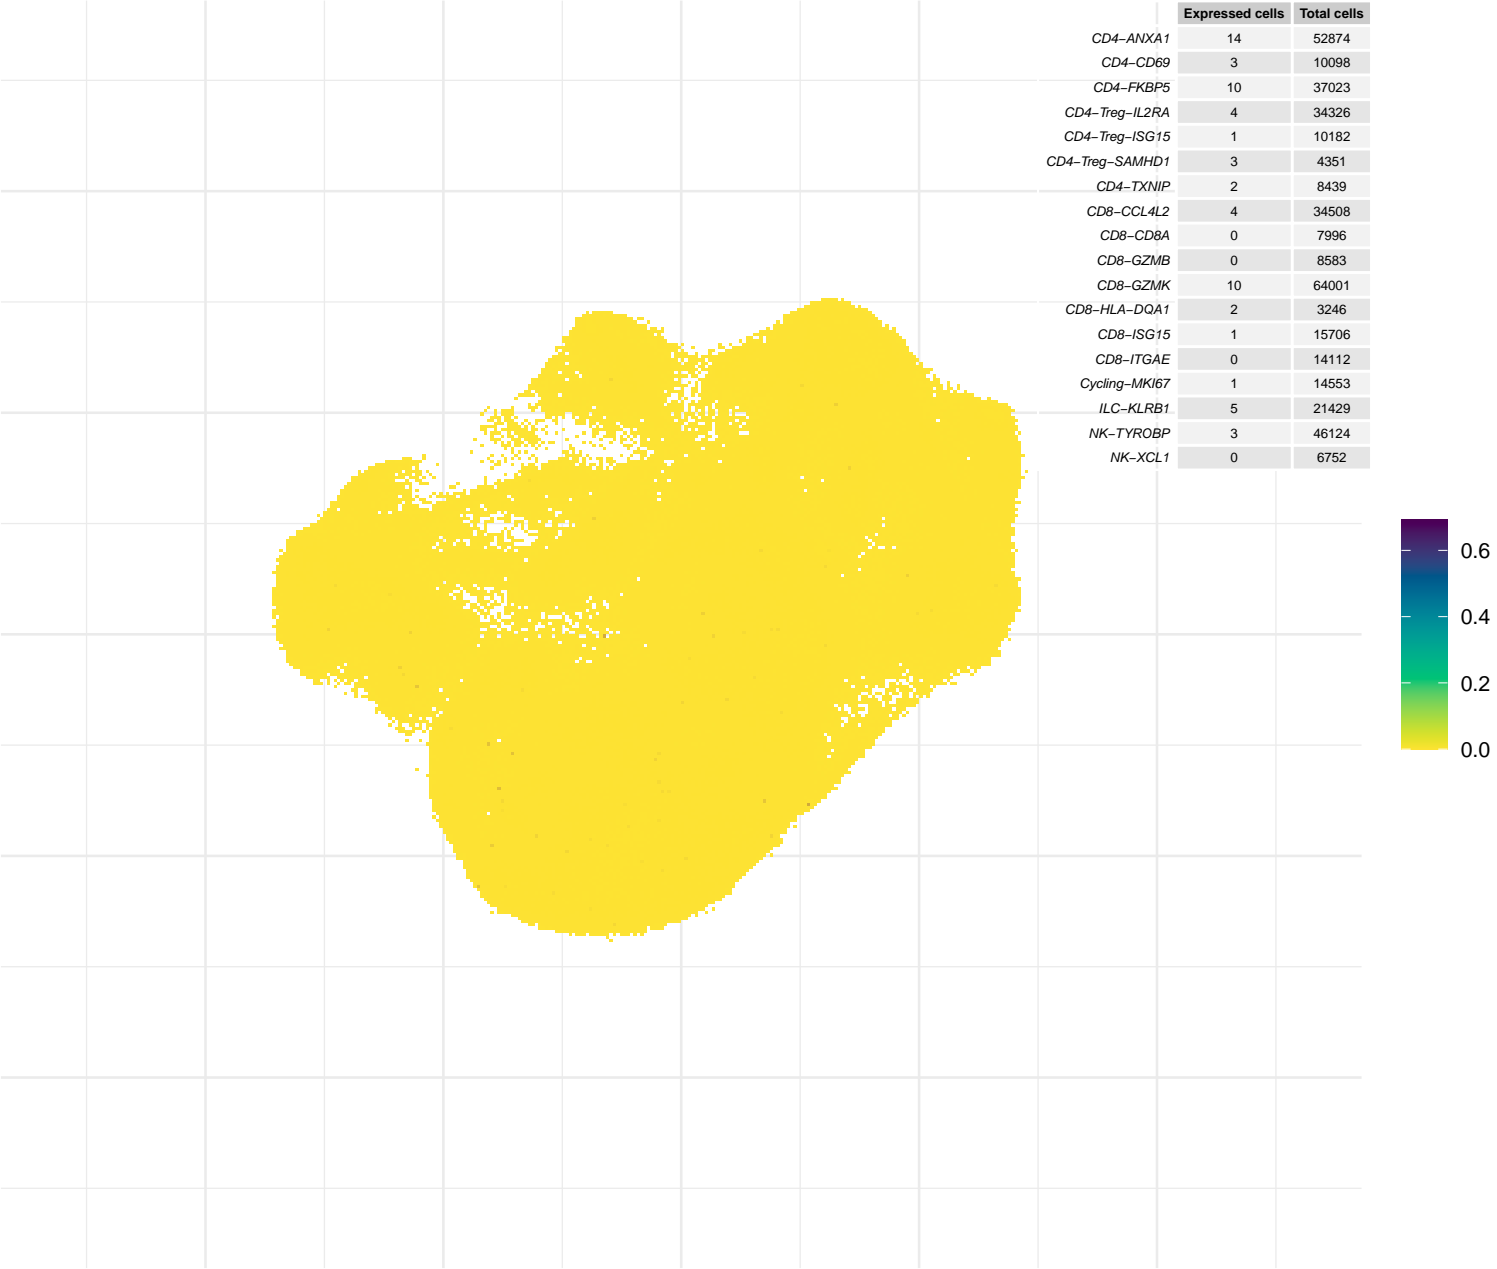 Expressed cells Total cells
CD4−ANXA1 14 52874
CD4−CD69 3 10098
CD4−FKBP5 10 37023
CD4−Treg−IL2RA 4 34326
CD4−Treg−ISG15 1 10182
CD4−Treg−SAMHD1 3 4351
CD4−TXNIP 2 8439
CD8−CCL4L2 4 34508
CD8−CD8A 0 7996
CD8−GZMB 0 8583
CD8−GZMK 10 64001
CD8−HLA−DQA1 2 3246
CD8−ISG15 1 15706
CD8−ITGAE 0 14112
Cycling−MKI67 1 14553
ILC−KLRB1 5 21429
NK−TYROBP 3 46124
NK−XCL1 0 6752
0.6
0.4
0.2
0.0